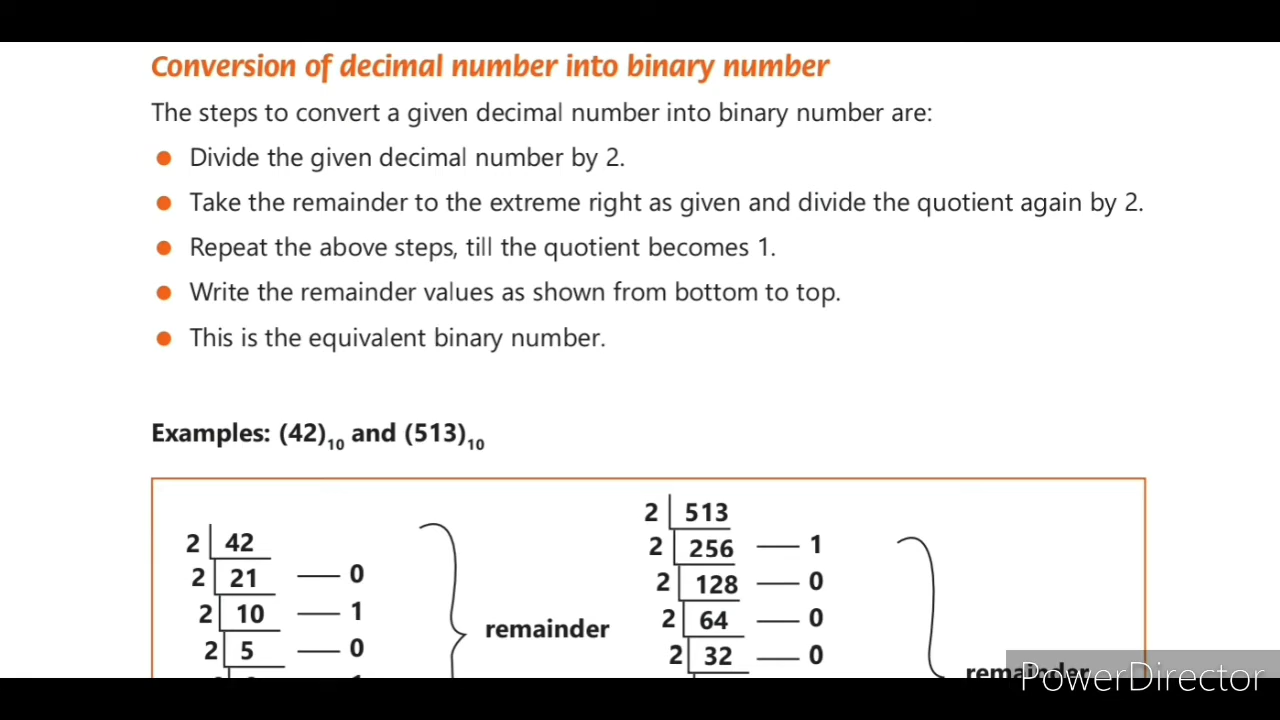 Conversion of decimal number into binary number
The steps to convert a given decimal number into binary number are:
● Divide the given decimal number by 2.
● Take the remainder to the extreme right as given and divide the quotient again by 2.
● Repeat the above steps, till the quotient becomes 1.
● Write the remainder values as shown from bottom to top.
● This is the equivalent binary number.
Examples: (42)₁₀ and (513)₁₀
2 42
2 21 — 0
2 10 — 1
2 5 — 0
remainder
2 513
2 256 — 1
2 128 — 0
2 64 — 0
2 32 — 0
remainder
PowerDirector